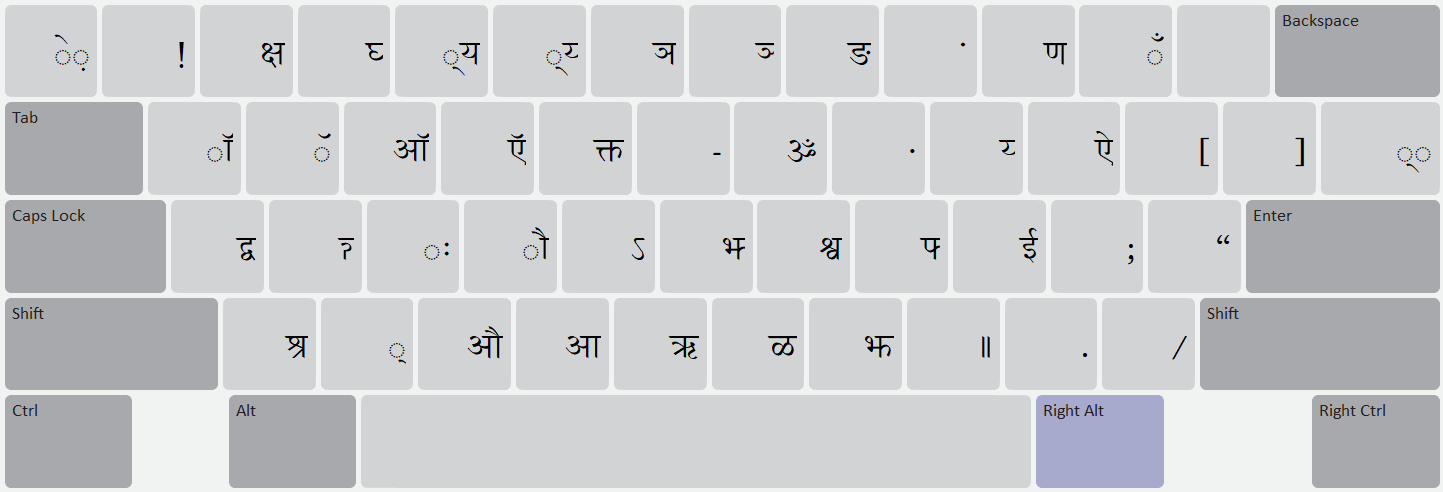 े़ ! क्ष घ्‍ ्य ्य्‍ ञ ञ्‍ ङ ˙ ण ँ Backspace
Tab ॉ ॅ ऑ ऍ क्त - ॐ · य्‍ ऐ [ ] ््
Caps Lock द्व ह्‍ ः ौ ऽ भ्‍ श्व फ्‍ ई ; “ Enter
Shift श्र ् औ आ ऋ ळ झ्‍ ॥ . / Shift
Ctrl Alt Right Alt Right Ctrl